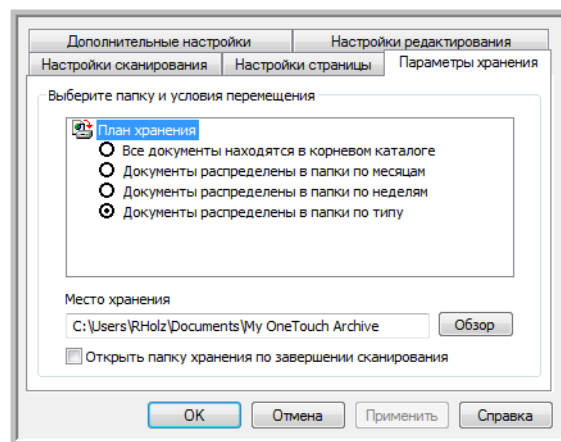 Дополнительные настройки Настройки редактирования
Настройки сканирования Настройки страницы Параметры хранения
Выберите папку и условия перемещения
План хранения
Все документы находятся в корневом каталоге
Документы распределены в папки по месяцам
Документы распределены в папки по неделям
Документы распределены в папки по типу
Место хранения
C:\Users\RHolz\Documents\My OneTouch Archive Обзор
Открыть папку хранения по завершении сканирования
OK Отмена Применить Справка